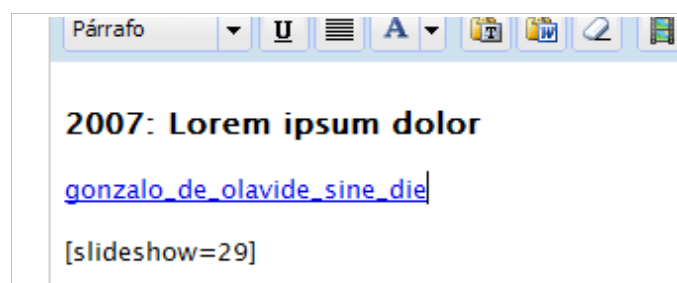 Párrafo U A T W
2007: Lorem ipsum dolor
gonzalo_de_olavide_sine_die
[slideshow=29]